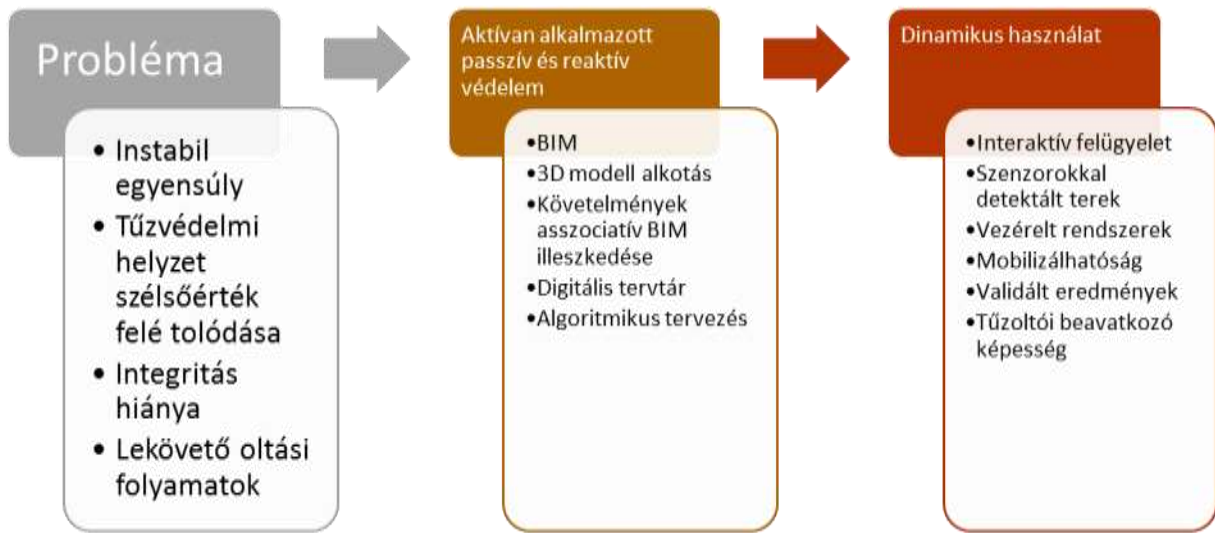 Probléma
• Instabil
egyensúly
• Tűzvédelmi
helyzet
szélsőérték
felé tolódása
• Integritás
hiánya
• Lekövető oltási
folyamatok
Aktívan alkalmazott
passzív és reaktív
védelem
•BIM
•3D modell alkotás
•Követelmények
asszociatív BIM
illeszkedése
•Digitális tervtár
•Algoritmikus tervezés
Dinamikus használat
•Interaktív felügyelet
•Szenzorokkal
detektált terek
•Vezérelt rendszerek
•Mobilizálhatóság
•Validált eredmények
•Tűzoltói beavatkozó
képesség